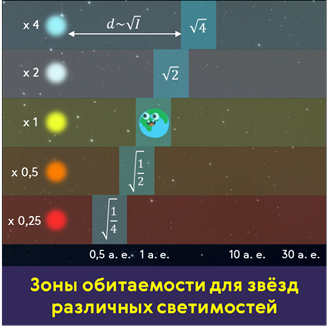 x 4 d~√I √4
x 2 √2
x 1
x 0,5 √1/2
x 0,25 √1/4
0,5 а. е. 1 а. е. 10 а. е. 30 а. е.
Зоны обитаемости для звёзд
различных светимостей